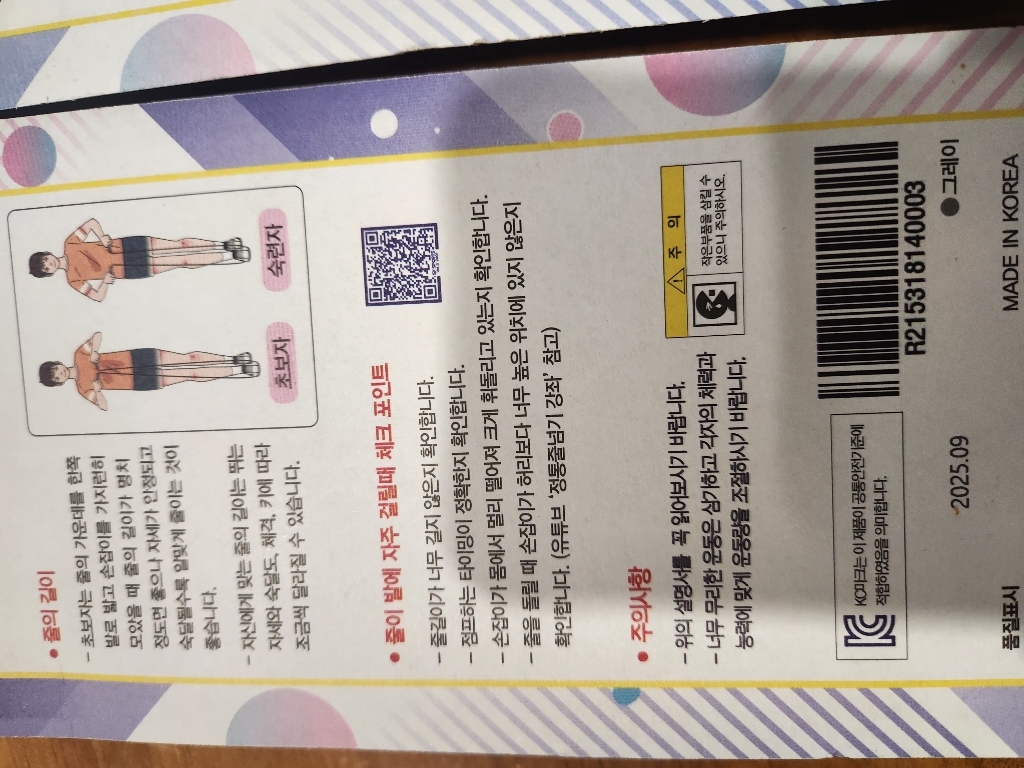 • 줄의 길이
- 초보자는 줄의 가운데를 한쪽
발로 밟고 손잡이를 가지런히
모았을 때 줄의 길이가 명치
정도면 좋으나 자세가 안정되고
숙달될수록 알맞게 줄이는 것이
좋습니다.
- 자신에게 맞는 줄의 길이는 뛰는
자세와 숙달도, 체격, 키에 따라
조금씩 달라질 수 있습니다.
초보자
숙련자
• 줄이 발에 자주 걸릴때 체크 포인트
- 줄길이가 너무 길지 않은지 확인합니다.
- 점프하는 타이밍이 정확한지 확인합니다.
- 손잡이가 몸에서 멀리 떨어져 크게 휘돌리고 있는지 확인합니다.
- 줄을 돌릴 때 손잡이가 허리보다 너무 높은 위치에 있지 않은지
확인합니다. (유튜브 '정통줄넘기 강좌' 참고)
• 주의사항
- 위의 설명서를 꼭 읽어보시기 바랍니다.
- 너무 무리한 운동은 삼가하고 각자의 체력과
능력에 맞게 운동량을 조절하시기 바랍니다.
주 의
작은부품을 삼킬 수
있으니 주의하시오.
KC마크는 이 제품이 공통안전기준에
적합하였음을 의미합니다.
R2153181840003
2025.09
● 그레이
품질표시
MADE IN KOREA